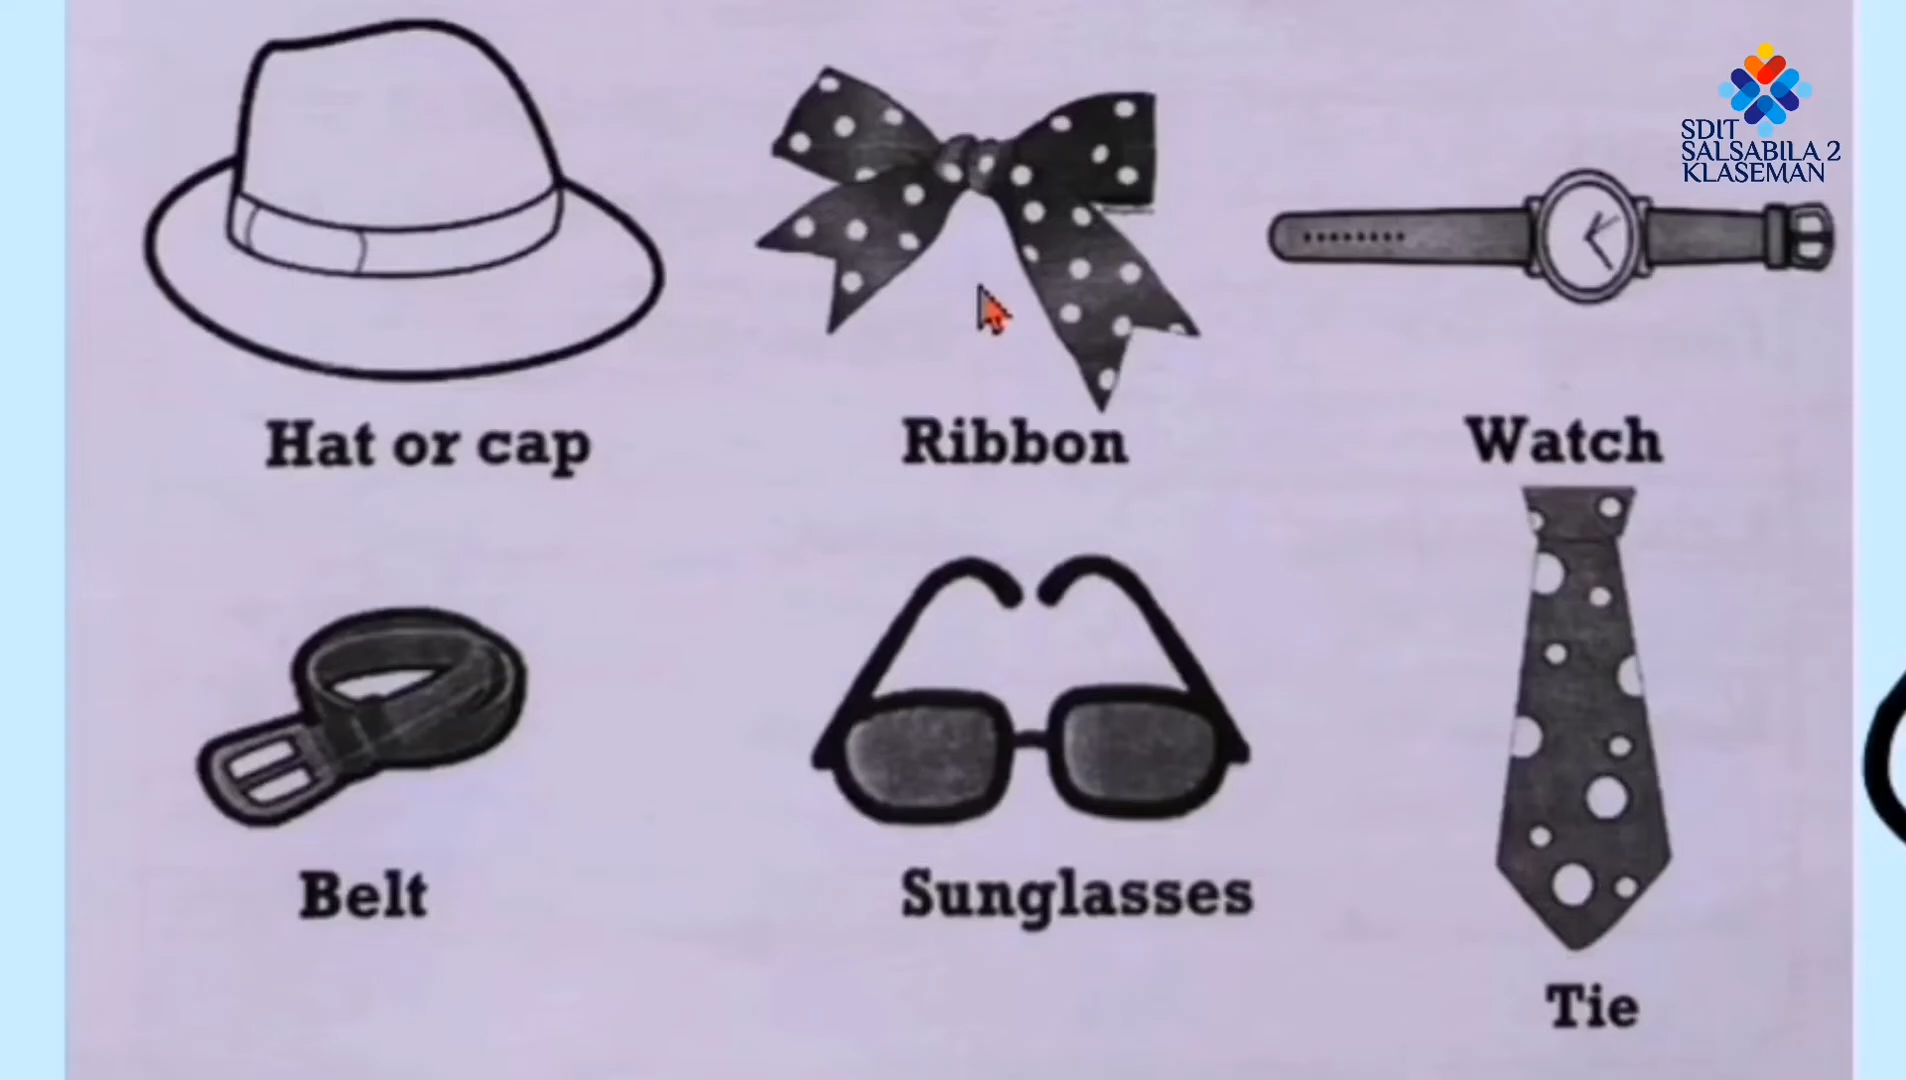 SDIT
SALSABILA 2
KLASEMAN
Hat or cap
Ribbon
Watch
Belt
Sunglasses
Tie